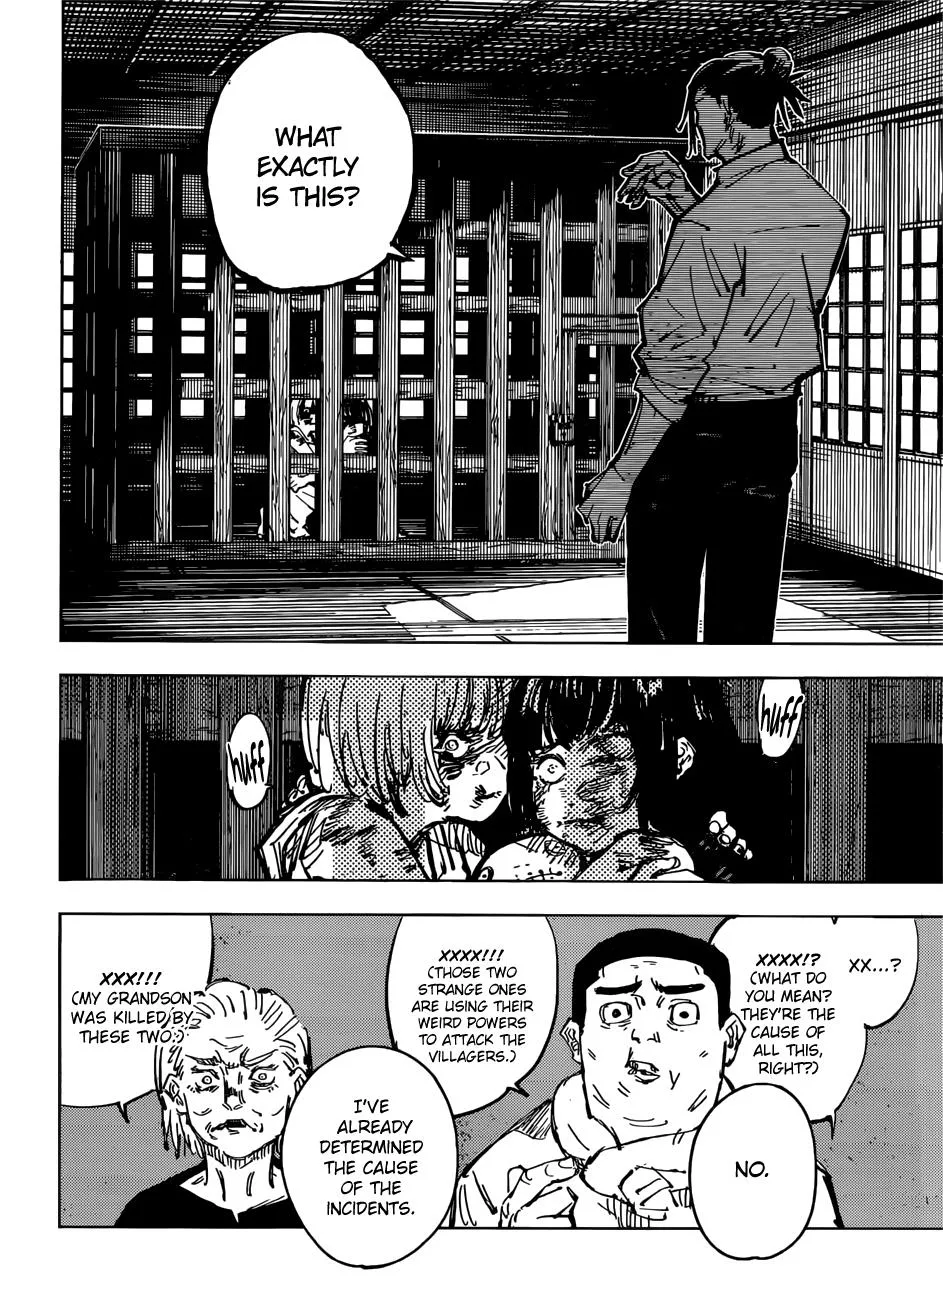 WHAT
EXACTLY
IS THIS?
huff
huff
XX...?
XXXX!?
(WHAT DO
YOU MEAN?
THEY'RE THE
CAUSE OF
ALL THIS,
RIGHT?)
NO.
XXXX!!!
(THOSE TWO
STRANGE ONES
ARE USING THEIR
WEIRD POWERS
TO ATTACK THE
VILLAGERS.)
I'VE
ALREADY
DETERMINED
THE CAUSE
OF THE
INCIDENTS.
XXX!!!
(MY GRANDSON
WAS KILLED BY
THESE TWO.)